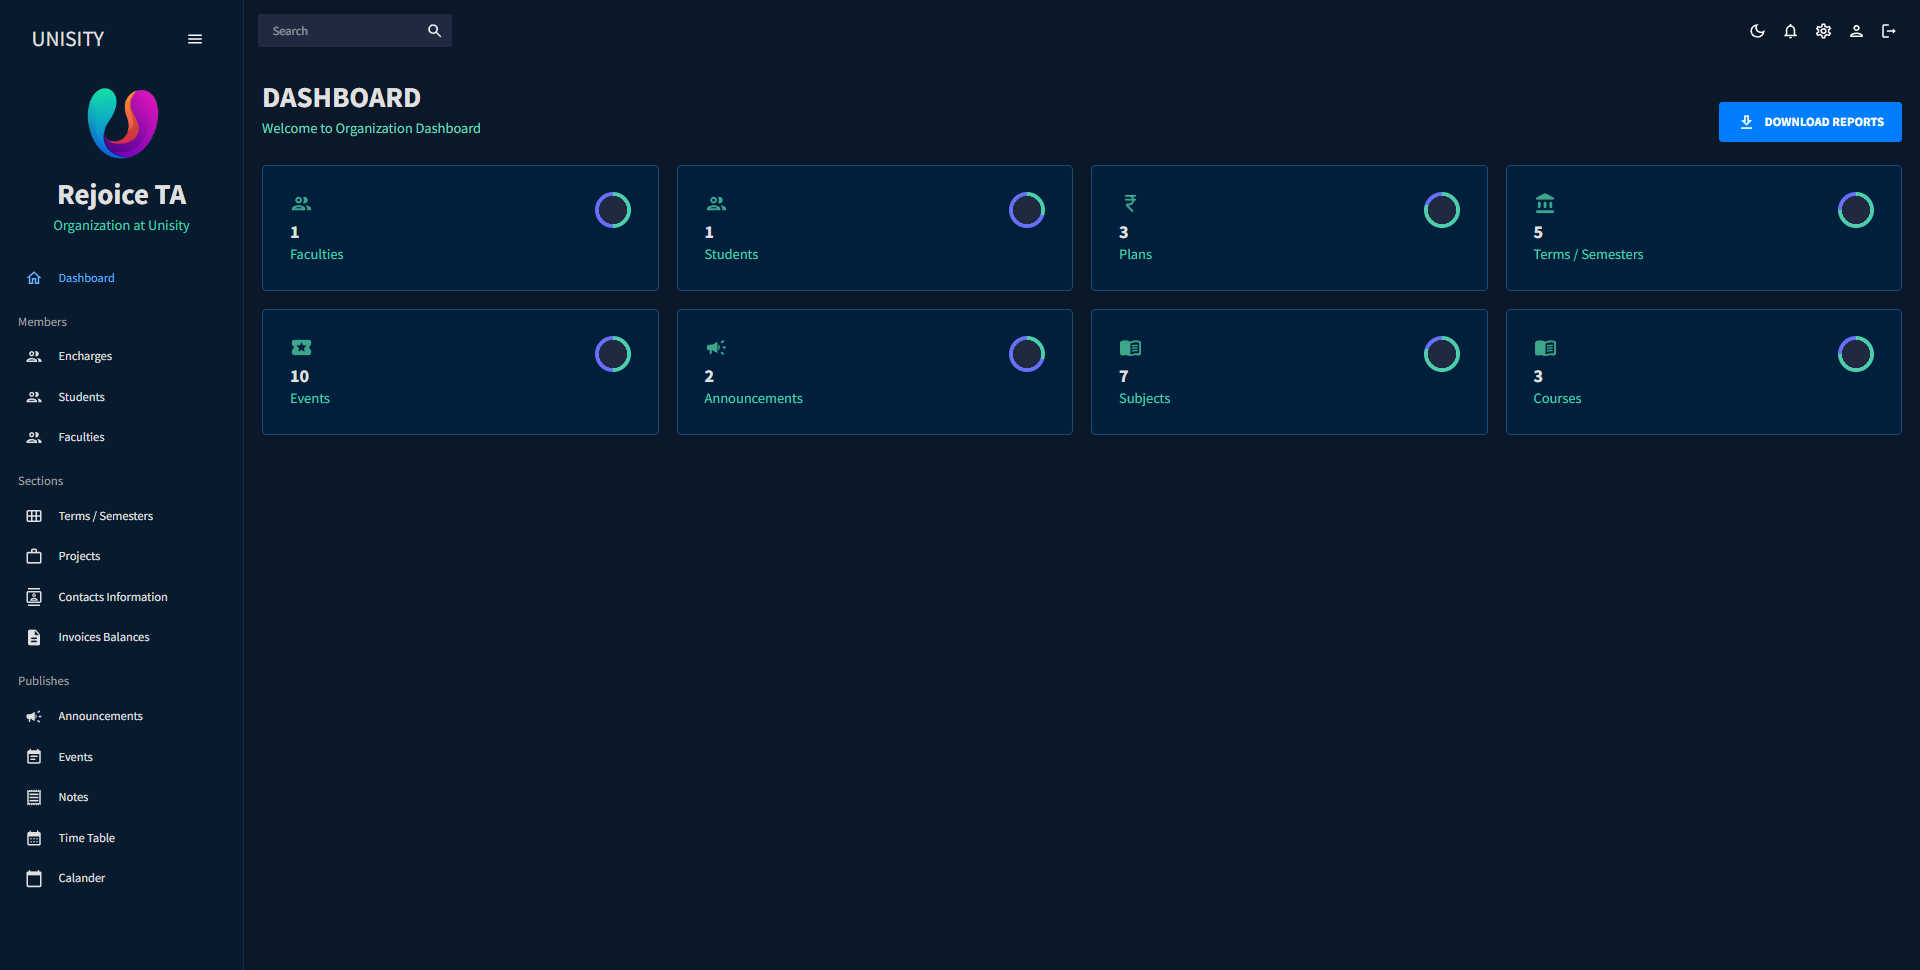 UNISITY
Rejoice TA
Organization at Unisity
Dashboard
Members
Encharges
Students
Faculties
Sections
Terms / Semesters
Projects
Contacts Information
Invoices Balances
Publishes
Announcements
Events
Notes
Time Table
Calander
Search
DASHBOARD
Welcome to Organization Dashboard
DOWNLOAD REPORTS
1
Faculties
1
Students
3
Plans
5
Terms / Semesters
10
Events
2
Announcements
7
Subjects
3
Courses